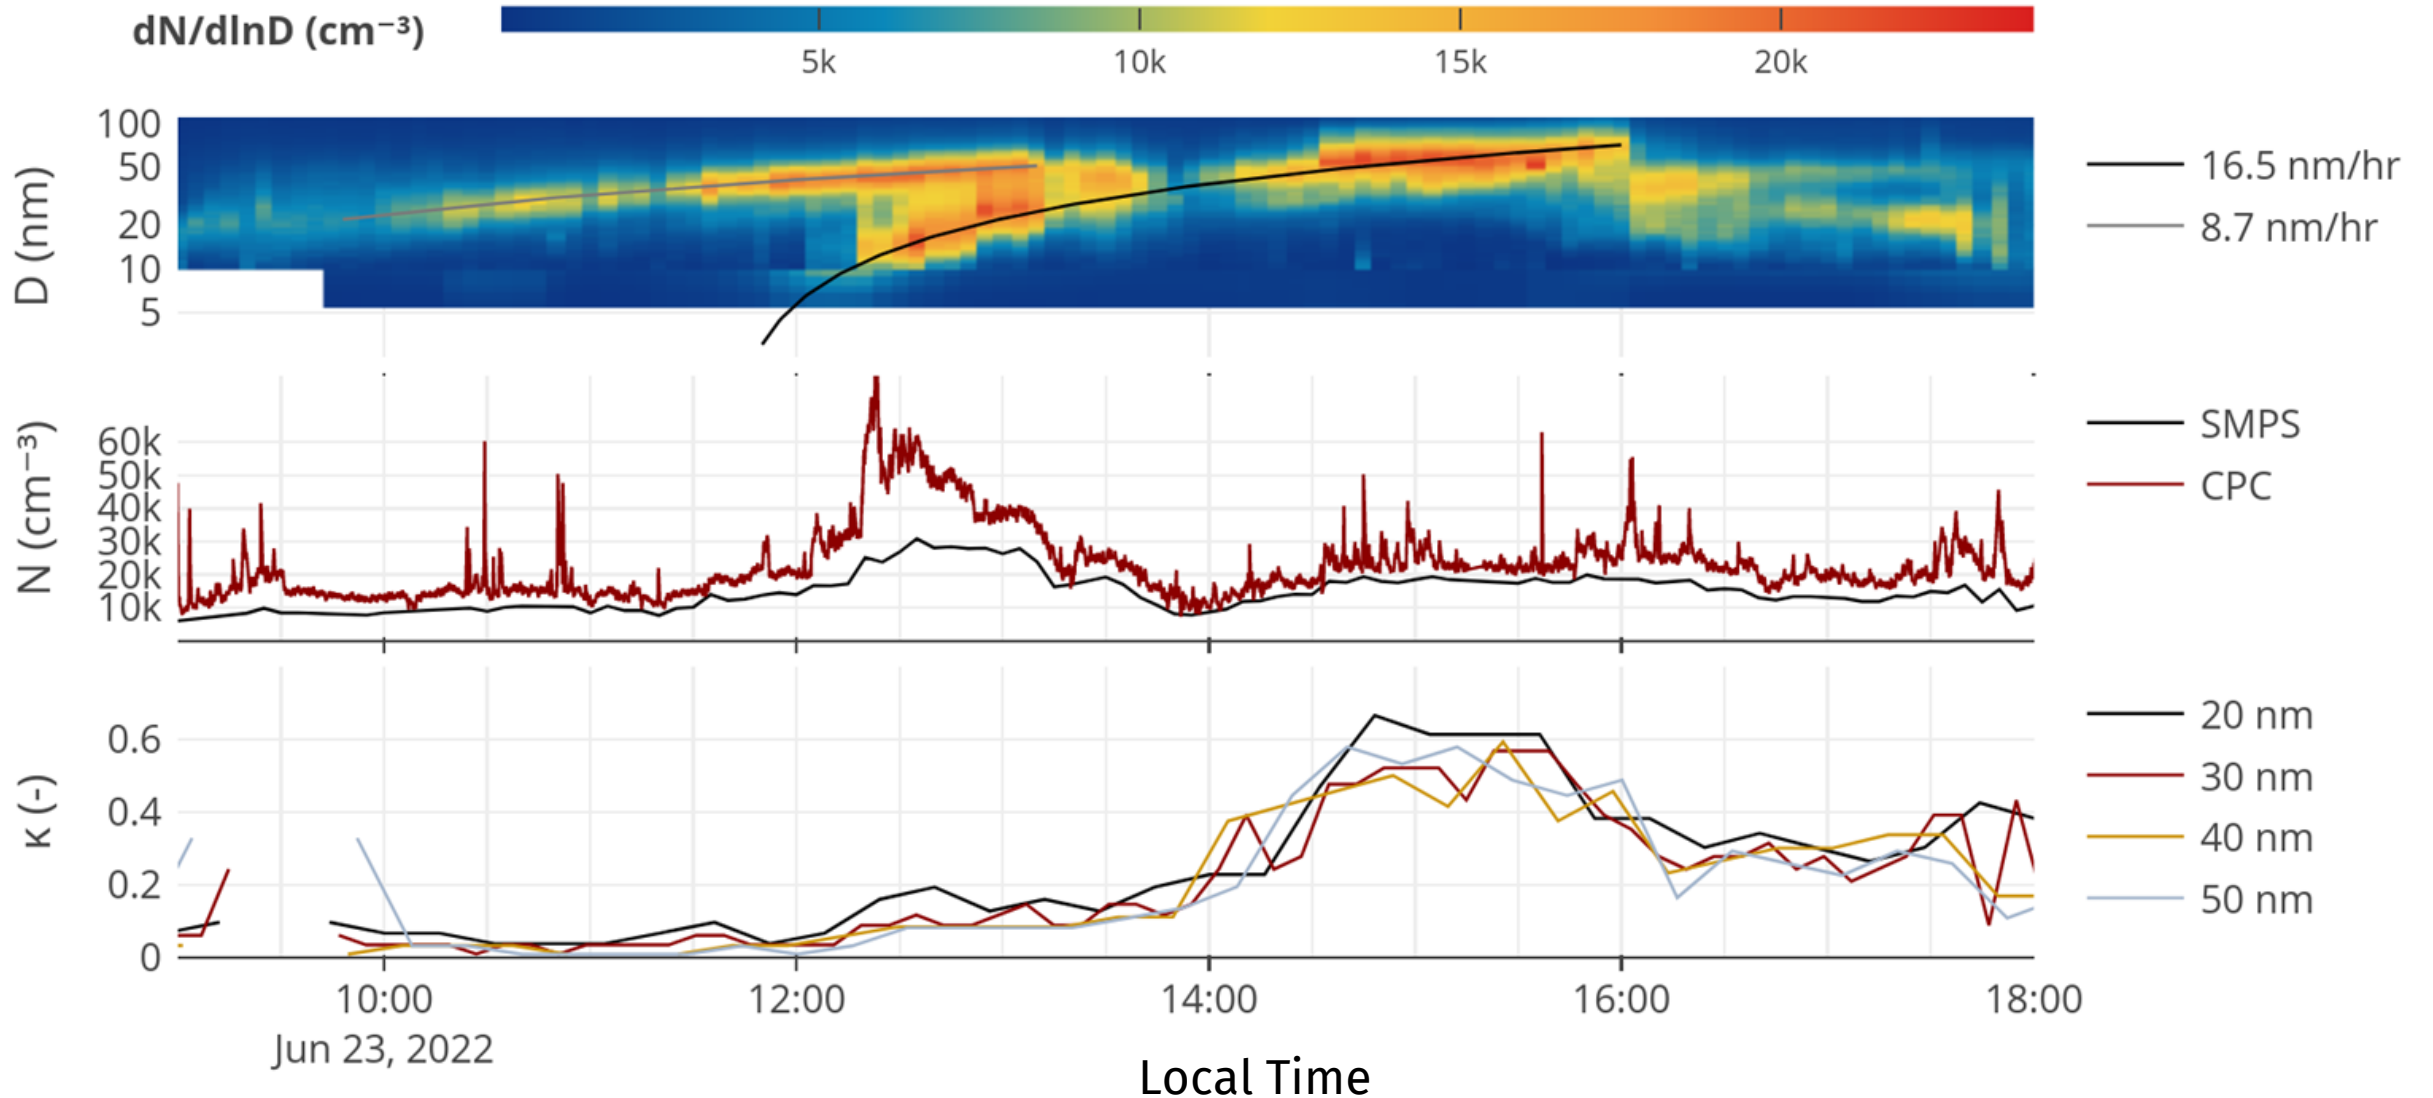 dN/dlnD (cm⁻³)
5k 10k 15k 20k
D (nm)
100
50
20
10
5
16.5 nm/hr
8.7 nm/hr
N (cm⁻³)
60k
50k
40k
30k
20k
10k
SMPS
CPC
κ (-)
0.6
0.4
0.2
0
20 nm
30 nm
40 nm
50 nm
10:00 12:00 14:00 16:00 18:00
Jun 23, 2022
Local Time